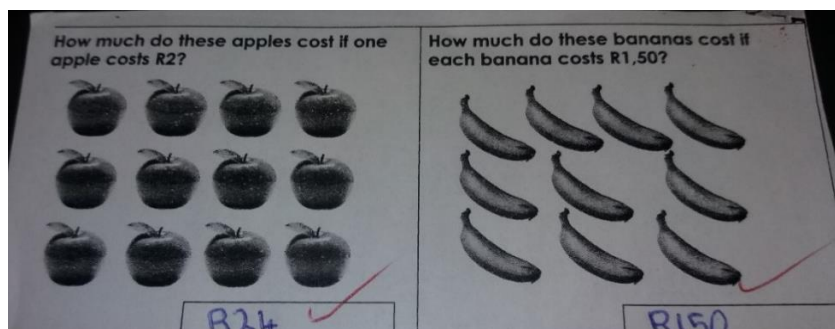 How much do these apples cost if one
apple costs R2?
How much do these bananas cost if
each banana costs R1,50?
R24
R150